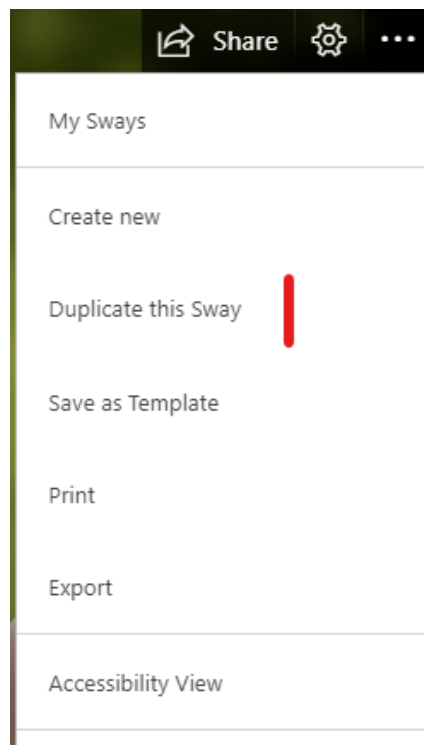 Share
My Sways
Create new
Duplicate this Sway
Save as Template
Print
Export
Accessibility View